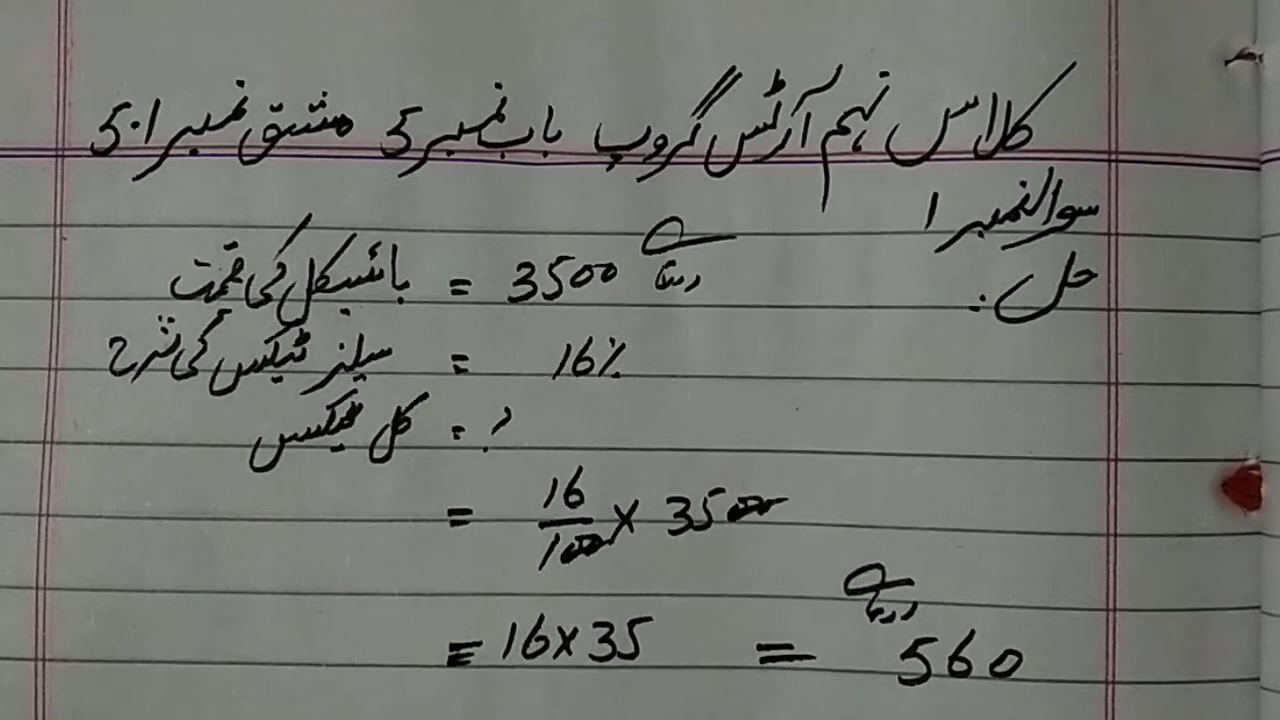 کلاس نہم آرٹس گروپ باب نمبر 5 مشق نمبر 5.1
سوال نمبر 1
حل:
بائیسکل کی قیمت = 3500 روپے
سیلز ٹیکس کی شرح = 16%
کل ٹیکس = ?
= 16/100 × 3500
= 16×35 = 560 روپے